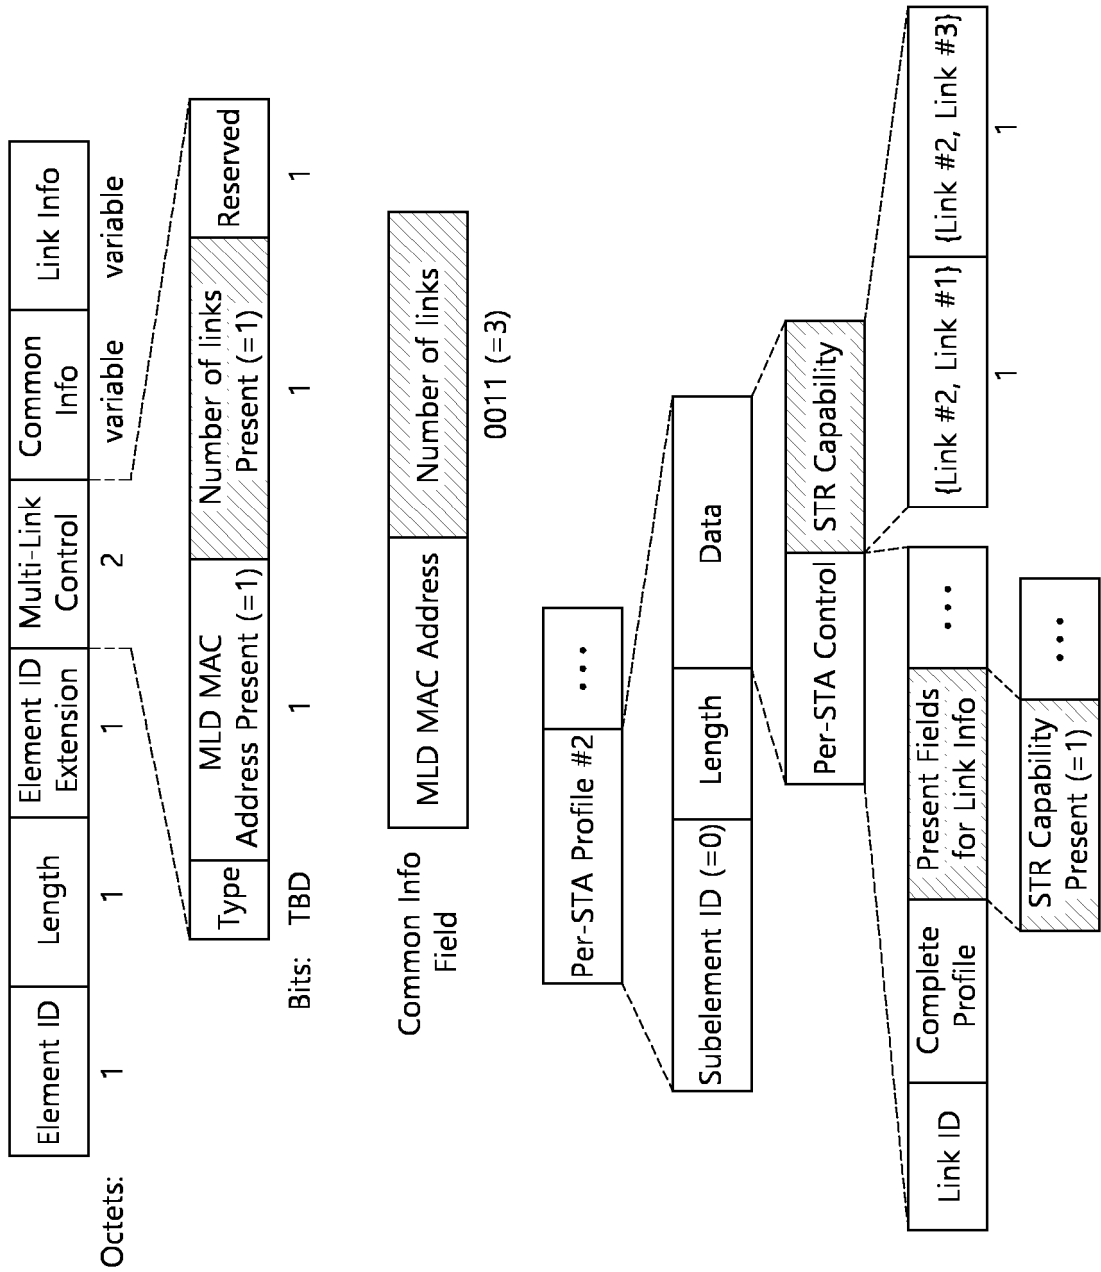 Element ID
Length
Element ID
Extension
Multi-Link
Control
Common
Info
Link Info
Octets:
1
1
1
2
variable
variable
Type
MLD MAC
Address Present (=1)
Number of links
Present (=1)
Reserved
Bits:
TBD
1
1
1
Common Info
Field
MLD MAC Address
Number of links
0011 (=3)
Per-STA Profile #2
...
Subelement ID (=0)
Length
Data
Per-STA Control
STR Capability
Link ID
Complete
Profile
Present Fields
for Link Info
...
{Link #2, Link #1}
{Link #2, Link #3}
1
1
STR Capability
Present (=1)
...